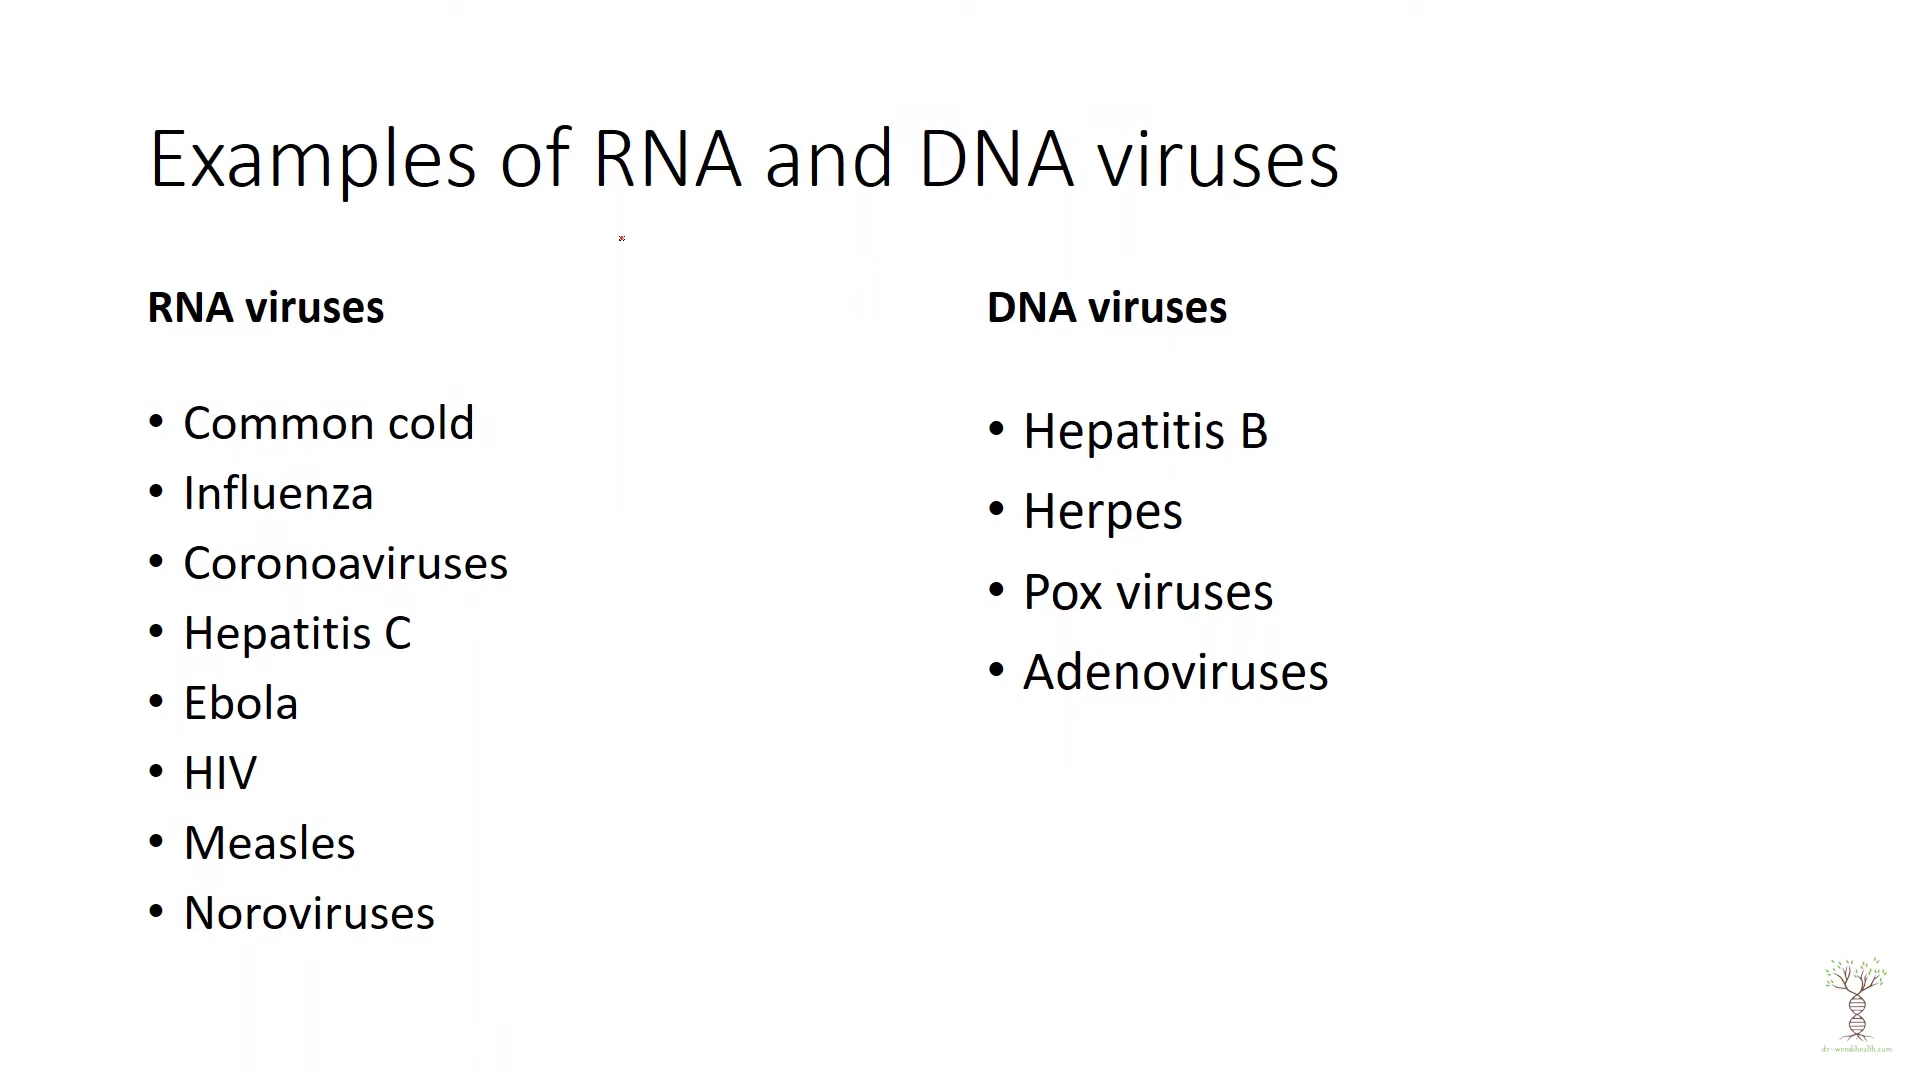 Examples of RNA and DNA viruses
RNA viruses
• Common cold
• Influenza
• Coronoaviruses
• Hepatitis C
• Ebola
• HIV
• Measles
• Noroviruses
DNA viruses
• Hepatitis B
• Herpes
• Pox viruses
• Adenoviruses